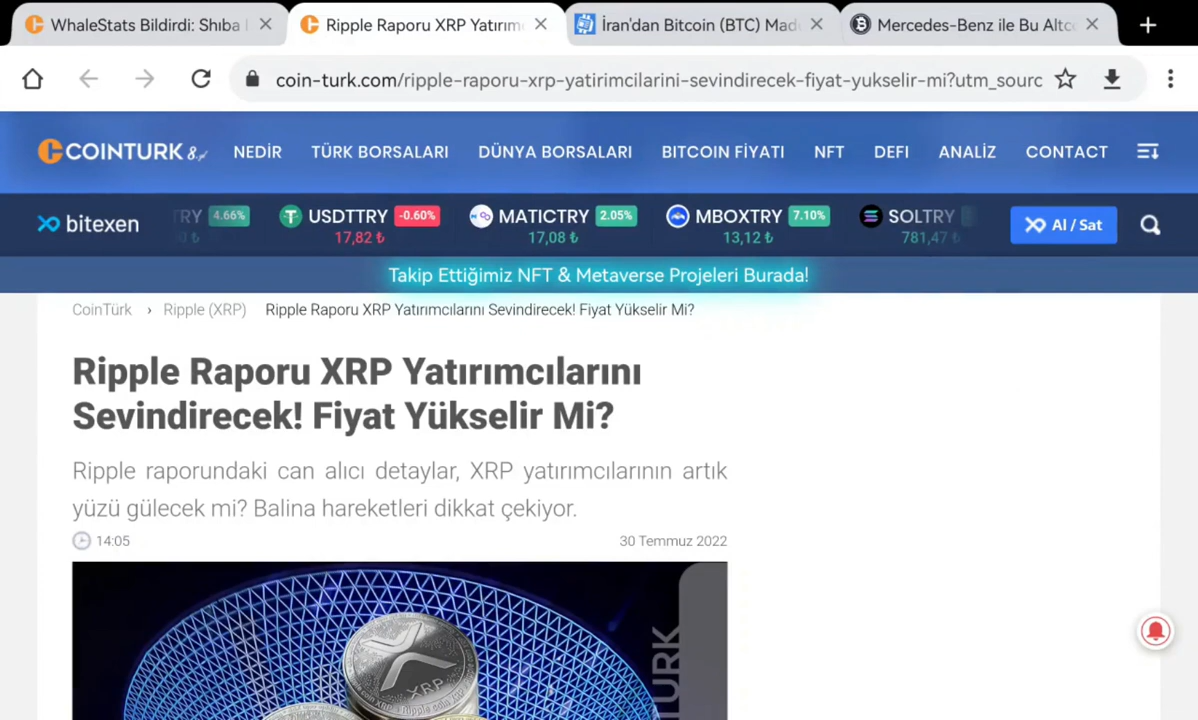 WhaleStats Bildirdi: Shiba
Ripple Raporu XRP Yatırım
İran'dan Bitcoin (BTC) Mad
Mercedes-Benz ile Bu Altc
coin-turk.com/ripple-raporu-xrp-yatirimcilarini-sevindirecek-fiyat-yukselir-mi?utm_sourc
COINTURK
NEDİR
TÜRK BORSALARI
DÜNYA BORSALARI
BITCOIN FİYATI
NFT
DEFI
ANALİZ
CONTACT
bitexen
TRY 4.66%
0 ₺
USDTTRY -0.60%
17,82 ₺
MATICTRY 2.05%
17,08 ₺
MBOXTRY 7.10%
13,12 ₺
SOLTRY
781,47 ₺
Al / Sat
Takip Ettiğimiz NFT & Metaverse Projeleri Burada!
CoinTürk › Ripple (XRP) Ripple Raporu XRP Yatırımcılarını Sevindirecek! Fiyat Yükselir Mi?
Ripple Raporu XRP Yatırımcılarını
Sevindirecek! Fiyat Yükselir Mi?
Ripple raporundaki can alıcı detaylar, XRP yatırımcılarının artık
yüzü gülecek mi? Balina hareketleri dikkat çekiyor.
14:05
30 Temmuz 2022
XRP
TURK